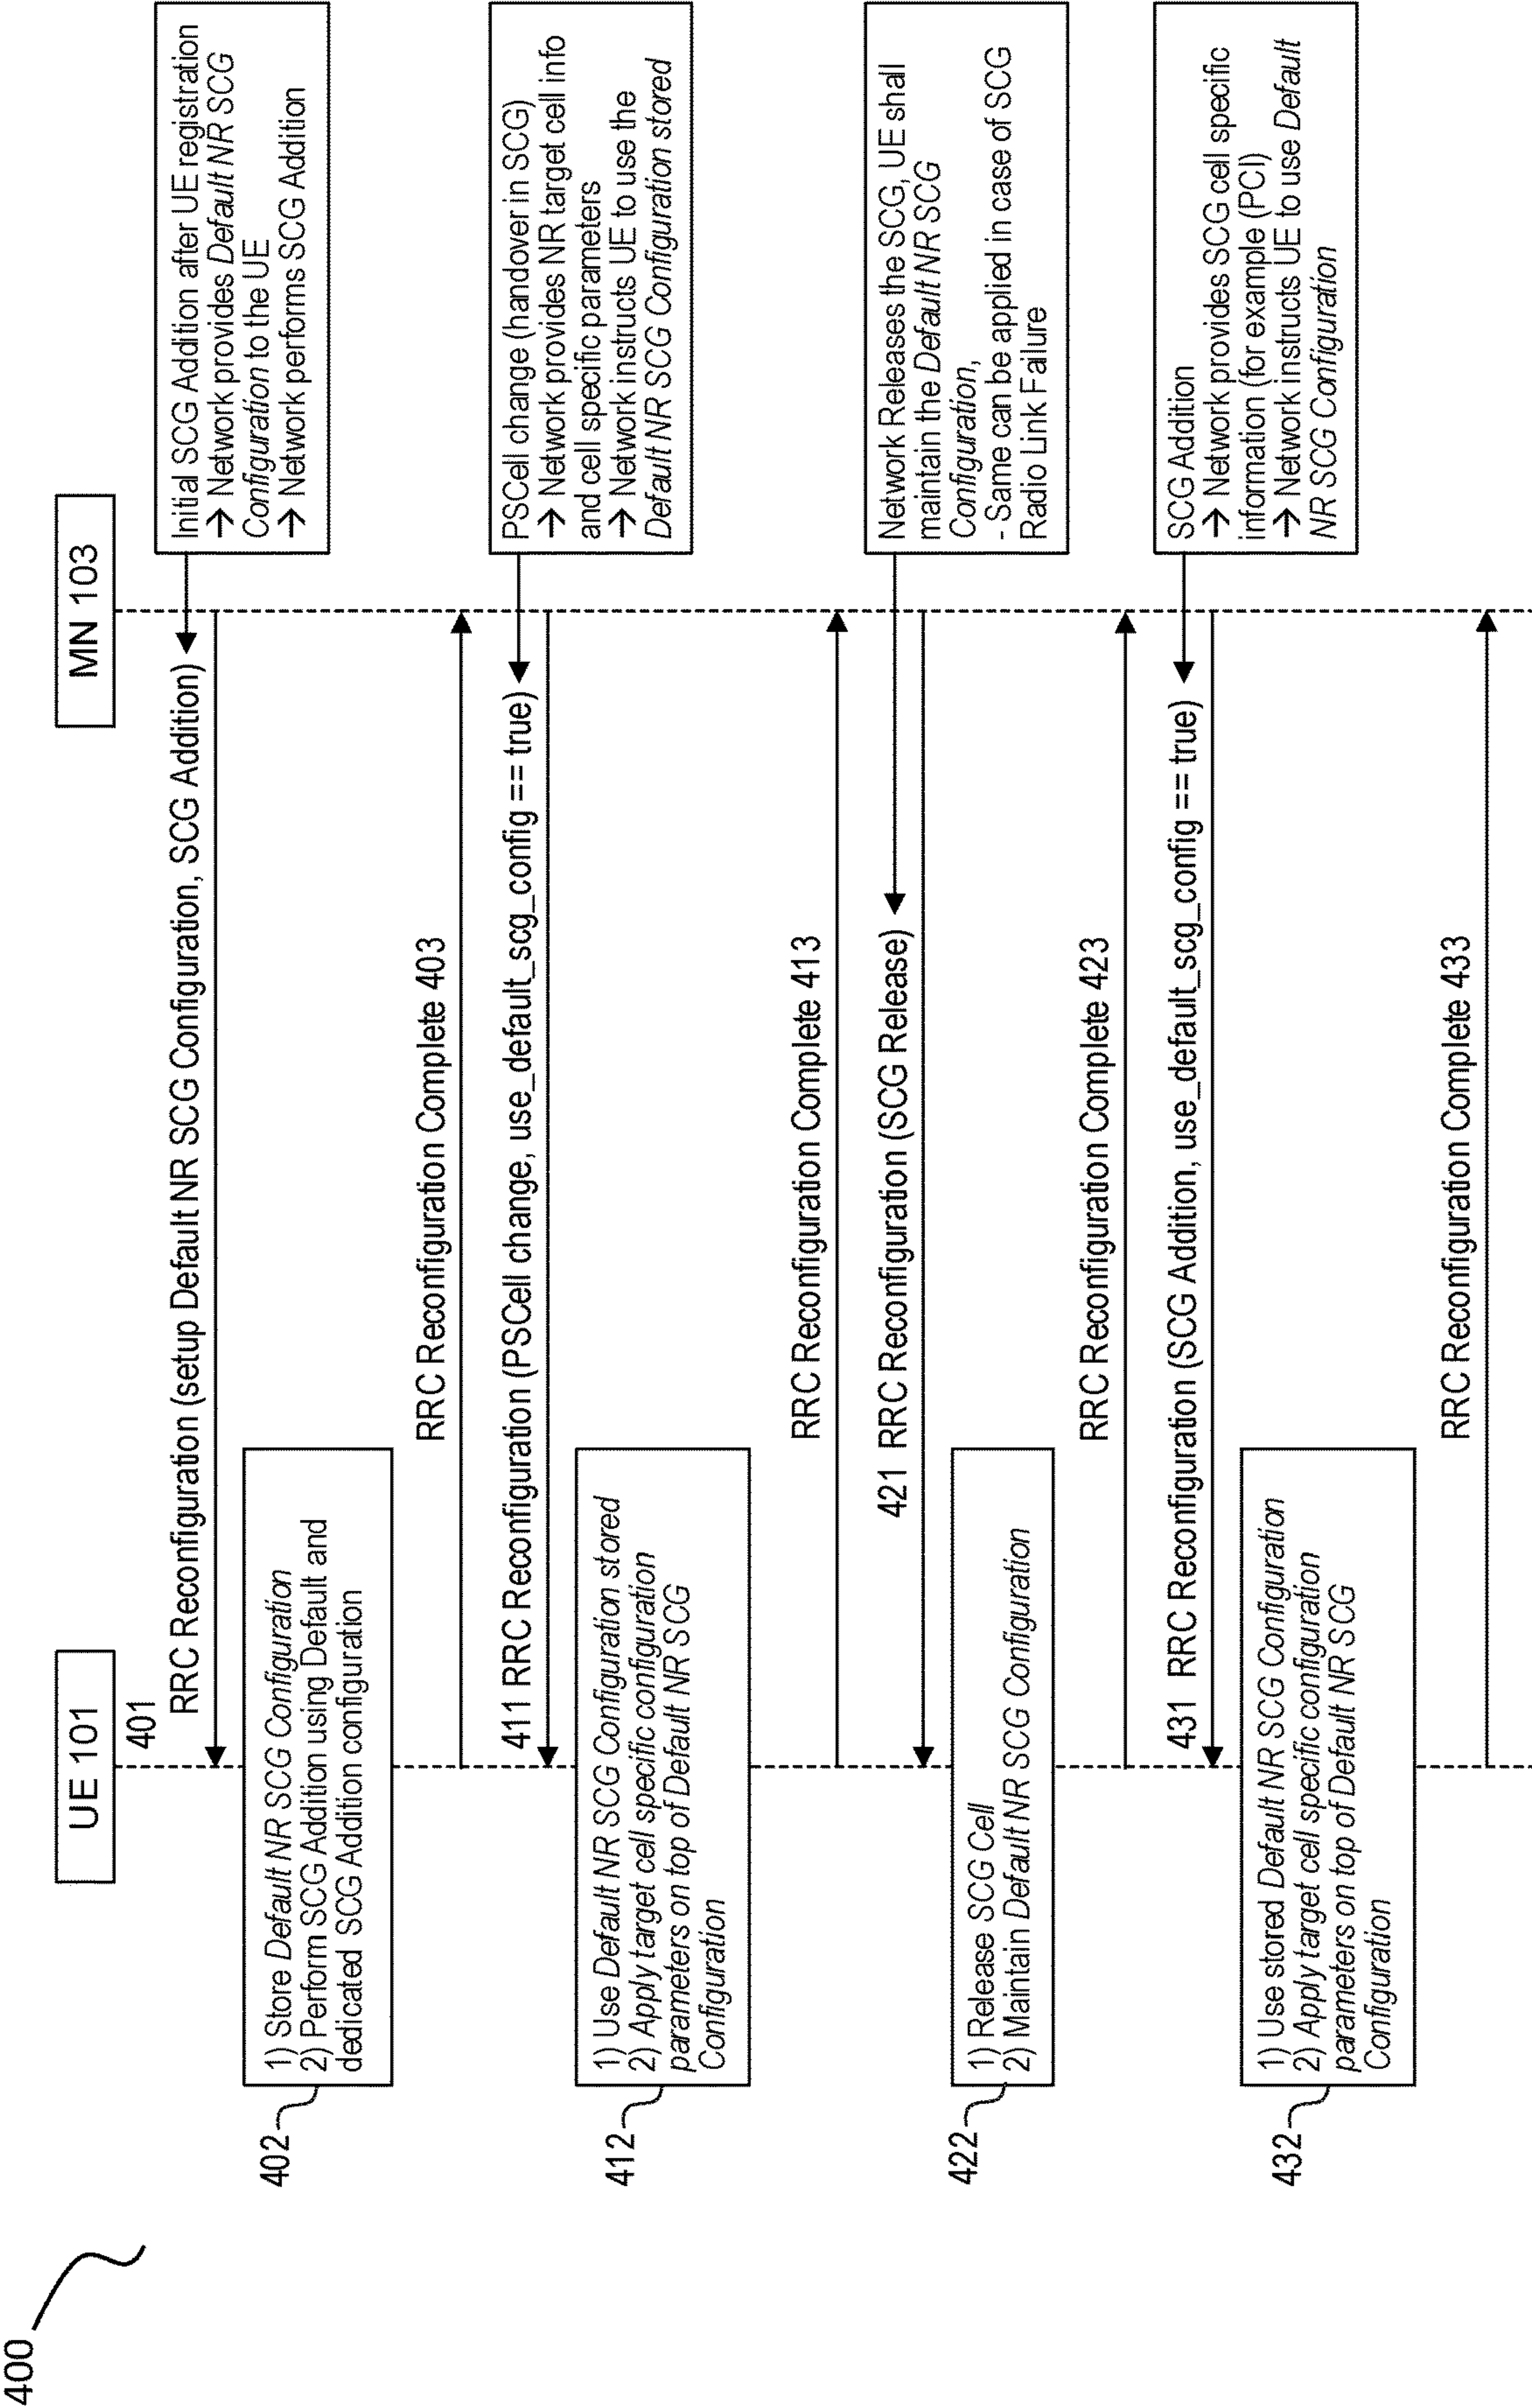 400
UE 101
MN 103
401
RRC Reconfiguration (setup Default NR SCG Configuration, SCG Addition)
Initial SCG Addition after UE registration
→ Network provides Default NR SCG
Configuration to the UE
→ Network performs SCG Addition
402
1) Store Default NR SCG Configuration
2) Perform SCG Addition using Default and
dedicated SCG Addition configuration
RRC Reconfiguration Complete 403
411 RRC Reconfiguration (PSCell change, use_default_scg_config == true)
PSCell change (handover in SCG)
→ Network provides NR target cell info
and cell specific parameters
→ Network instructs UE to use the
Default NR SCG Configuration stored
412
1) Use Default NR SCG Configuration stored
2) Apply target cell specific configuration
parameters on top of Default NR SCG
Configuration
RRC Reconfiguration Complete 413
421 RRC Reconfiguration (SCG Release)
Network Releases the SCG, UE shall
maintain the Default NR SCG
Configuration,
- Same can be applied in case of SCG
Radio Link Failure
422
1) Release SCG Cell
2) Maintain Default NR SCG Configuration
RRC Reconfiguration Complete 423
431 RRC Reconfiguration (SCG Addition, use_default_scg_config == true)
SCG Addition
→ Network provides SCG cell specific
information (for example (PCI)
→ Network instructs UE to use Default
NR SCG Configuration
432
1) Use stored Default NR SCG Configuration
2) Apply target cell specific configuration
parameters on top of Default NR SCG
Configuration
RRC Reconfiguration Complete 433